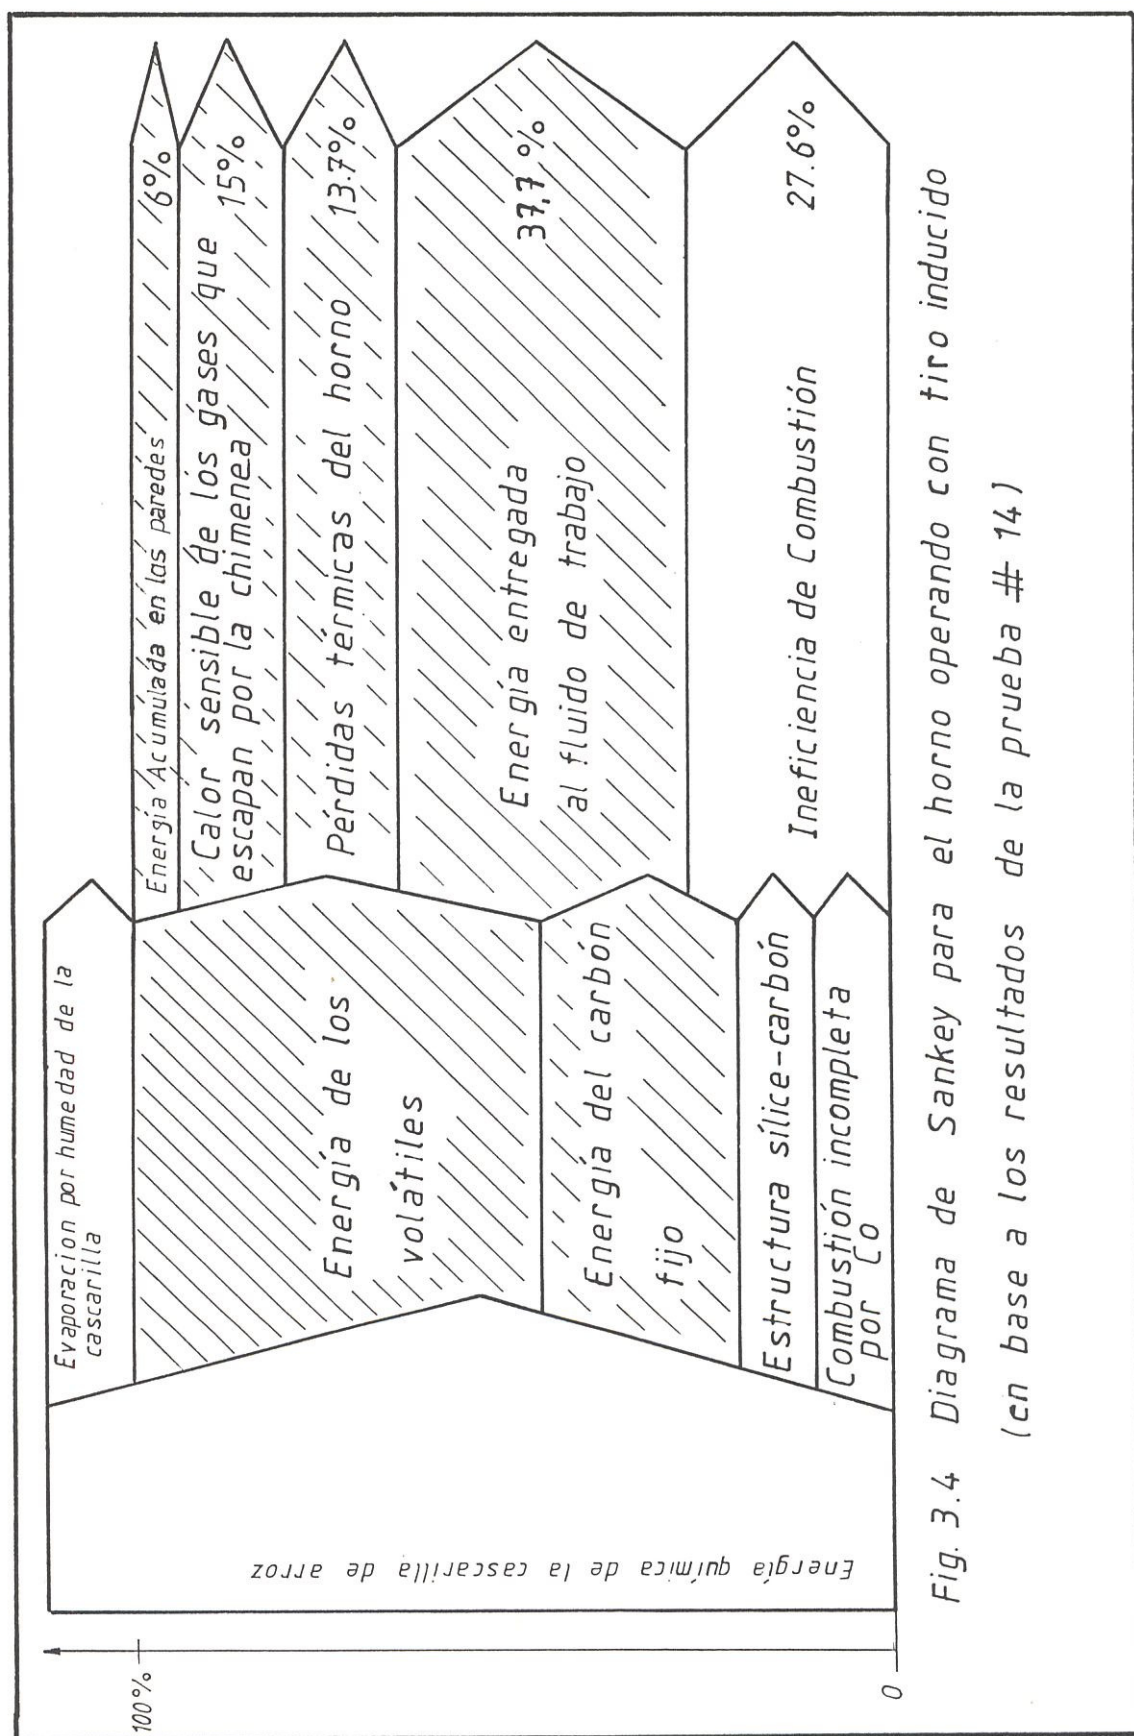 100%
0
Energía química de la cascarilla de arroz
Evaporacion por humedad de la
cascarilla
Energía de los
volátiles
Energía del carbón
fijo
Estructura sílice-carbón
Combustión incompleta
por CO
Energía Acumulada en las paredes 6%
Calor sensible de los gases que
escapan por la chimenea 15%
Pérdidas térmicas del horno 13.7%
Energía entregada
al fluido de trabajo
37,7 %
Ineficiencia de Combustión 27.6%
Fig. 3.4 Diagrama de Sankey para el horno operando con tiro inducido
(en base a los resultados de la prueba # 14)